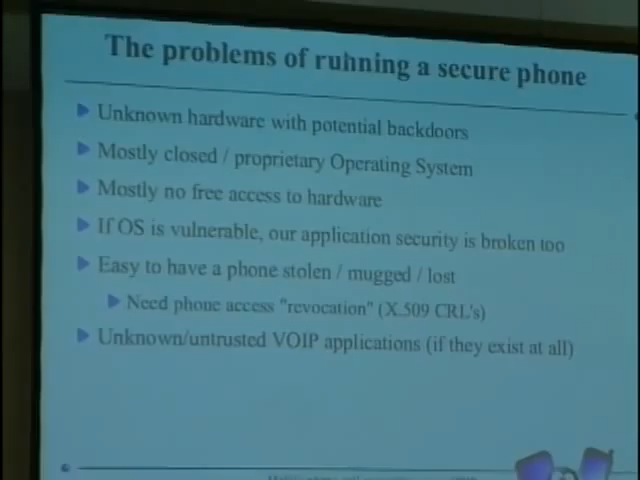 The problems of running a secure phone
Unknown hardware with potential backdoors
Mostly closed / proprietary Operating System
Mostly no free access to hardware
If OS is vulnerable, our application security is broken too
Easy to have a phone stolen / mugged / lost
Need phone access "revocation" (X.509 CRL's)
Unknown/untrusted VOIP applications (if they exist at all)